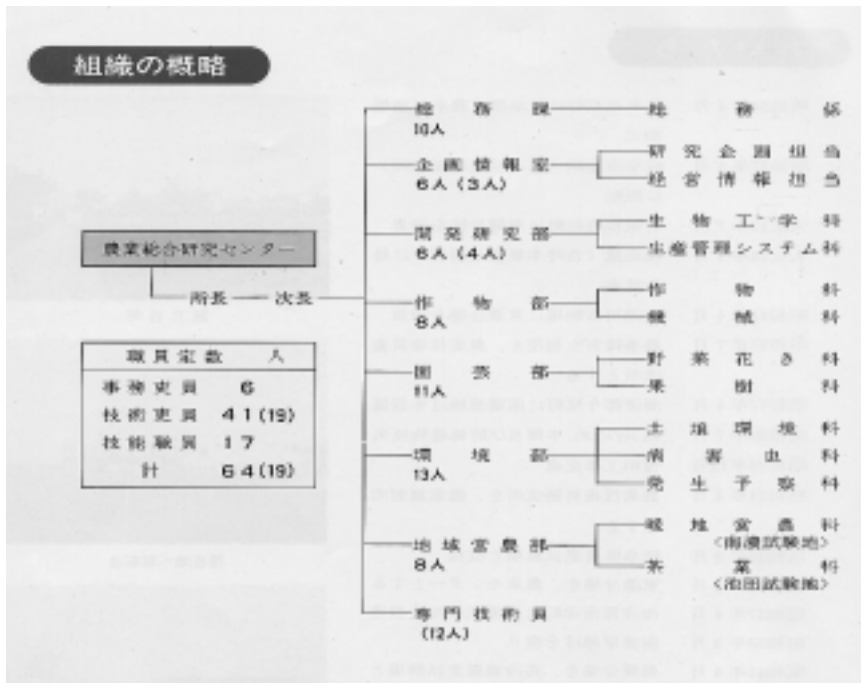 組織の概略
総務課 総務係
10人
企画情報室 研究企画担当
6人(3人) 経営情報担当
開発研究部 生物工学科
6人(4人) 生産管理システム科
農業総合研究センター
所長 次長
作物部 作物科
8人 機械科
園芸部 野菜花き科
11人 果樹科
環境部 土壌環境科
13人 病害虫科
発生予察科
地域営農部 暖地営農科
8人 <南濃試験地>
茶業科
<池田試験地>
専門技術員
(12人)
職員定数 人
事務吏員 6
技術吏員 41(19)
技能職員 17
計 64(19)